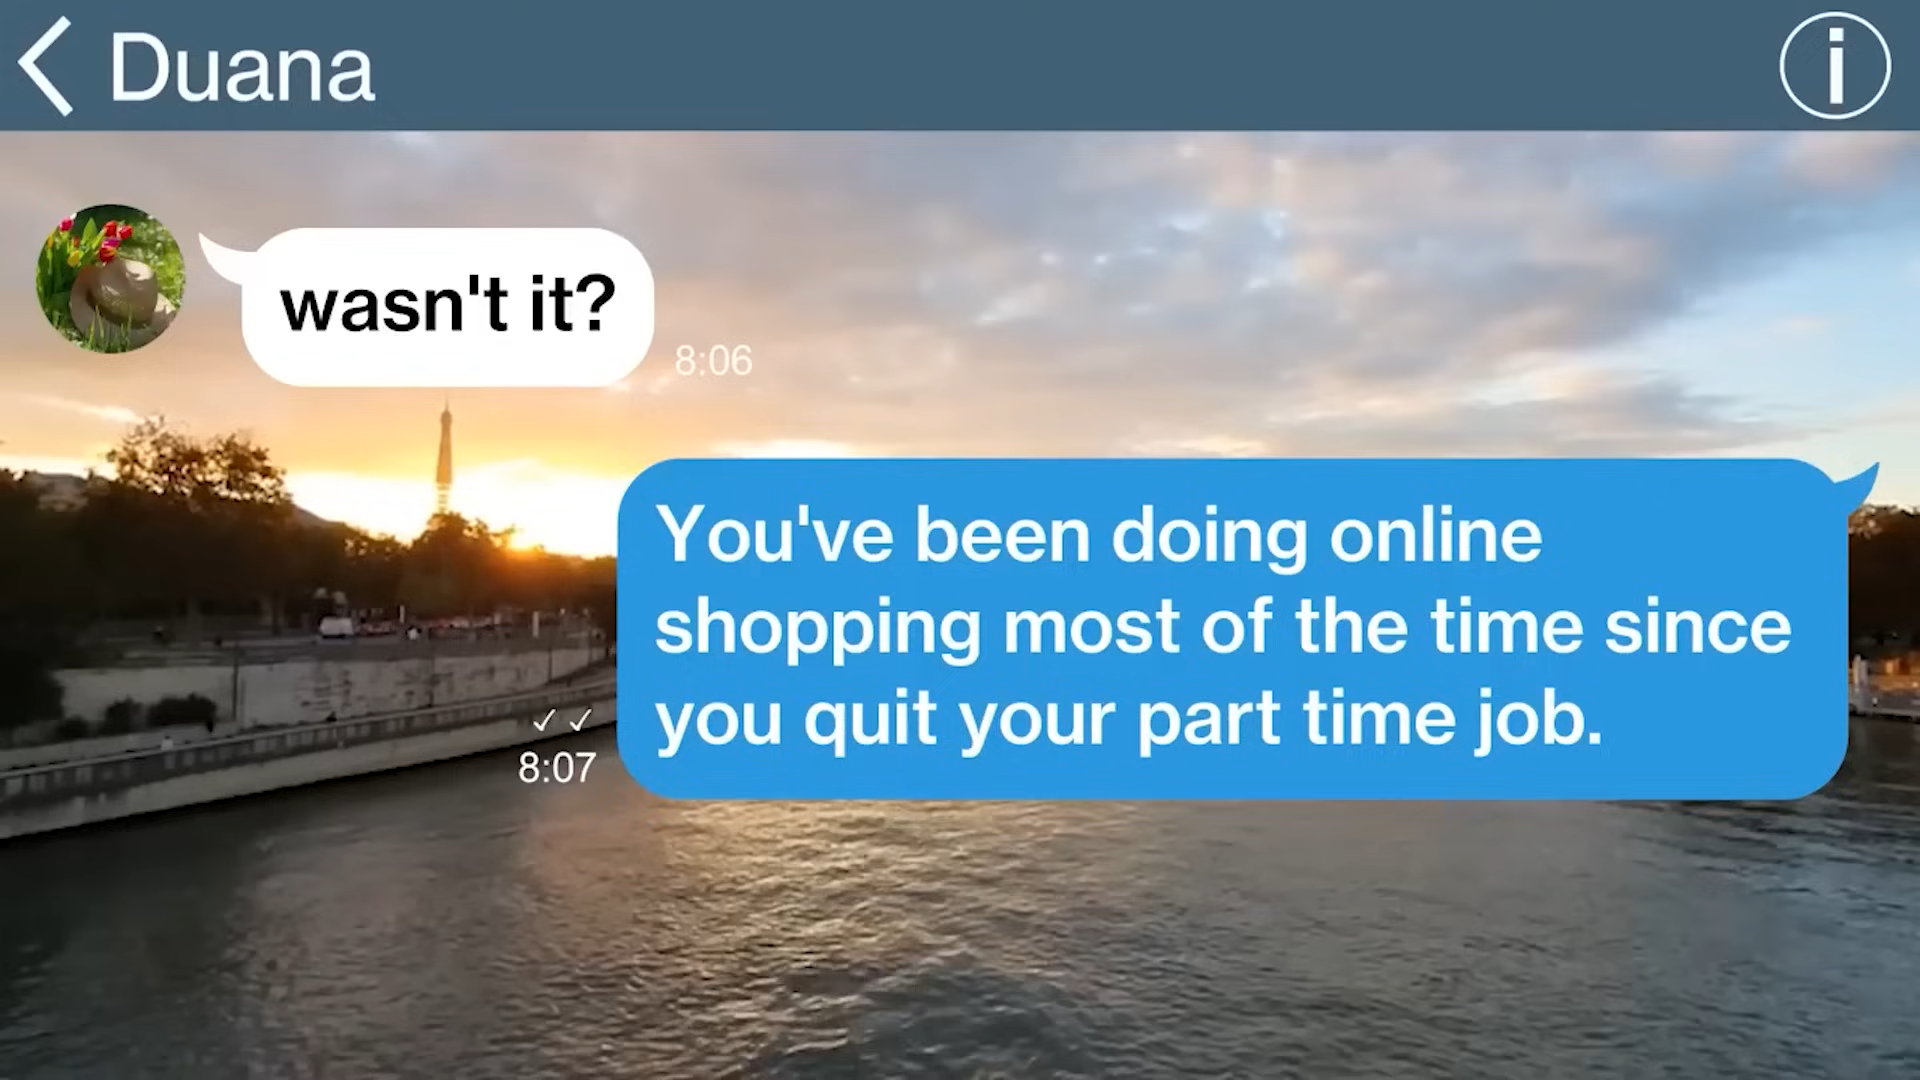 Duana
wasn't it?
8:06
You've been doing online
shopping most of the time since
you quit your part time job.
✓✓
8:07